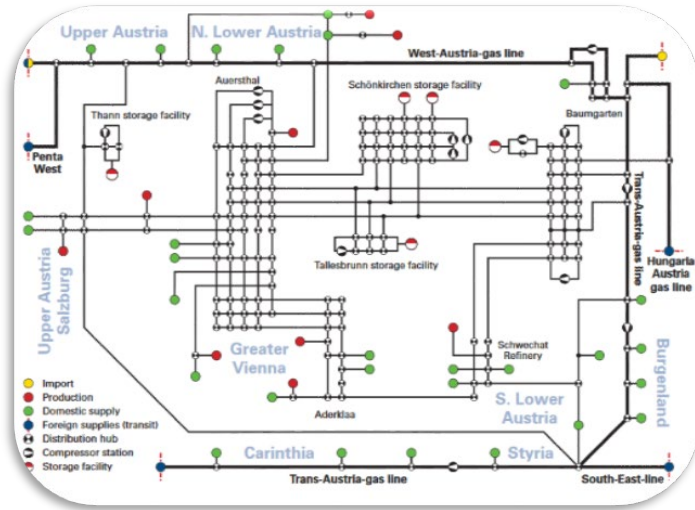 Upper Austria
N. Lower Austria
West-Austria-gas line
Auersthal
Schönkirchen storage facility
Thann storage facility
Baumgarten
Penta
West
Trans-Austria-gas line
Tallesbrunn storage facility
Hungaria
Austria
gas line
Upper Austria
Salzburg
Greater
Vienna
Schwechat
Refinery
Burgenland
Import
Production
Domestic supply
Foreign supplies (transit)
Distribution hub
Compressor station
Storage facility
Aderklaa
S. Lower
Austria
Carinthia
Styria
Trans-Austria-gas line
South-East-line